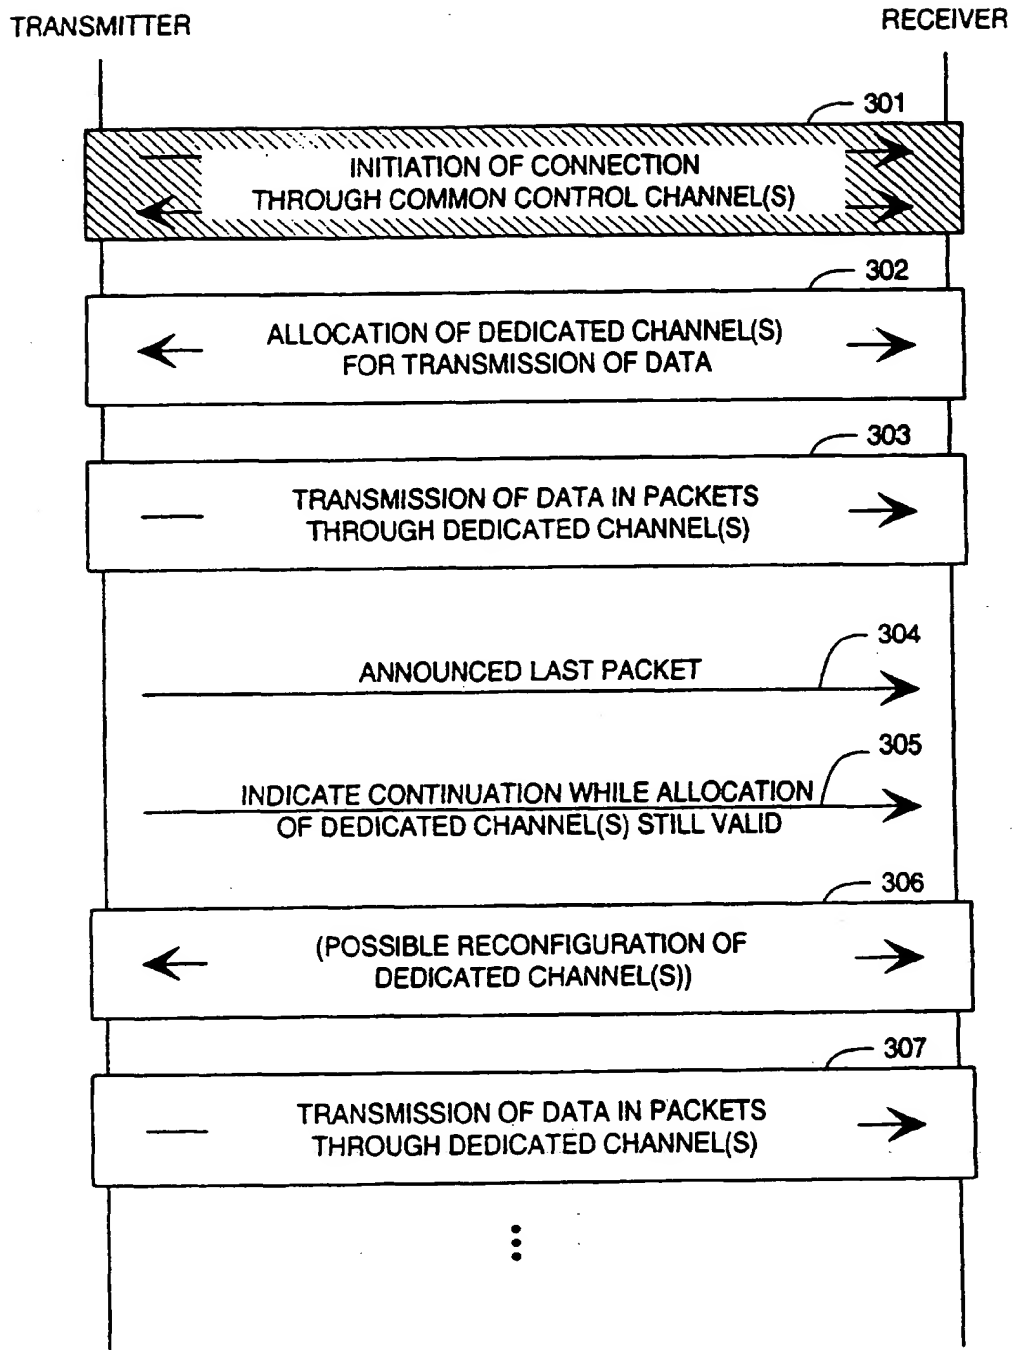 TRANSMITTER
RECEIVER
301
INITIATION OF CONNECTION
THROUGH COMMON CONTROL CHANNEL(S)
302
ALLOCATION OF DEDICATED CHANNEL(S)
FOR TRANSMISSION OF DATA
303
TRANSMISSION OF DATA IN PACKETS
THROUGH DEDICATED CHANNEL(S)
304
ANNOUNCED LAST PACKET
305
INDICATE CONTINUATION WHILE ALLOCATION
OF DEDICATED CHANNEL(S) STILL VALID
306
(POSSIBLE RECONFIGURATION OF
DEDICATED CHANNEL(S))
307
TRANSMISSION OF DATA IN PACKETS
THROUGH DEDICATED CHANNEL(S)